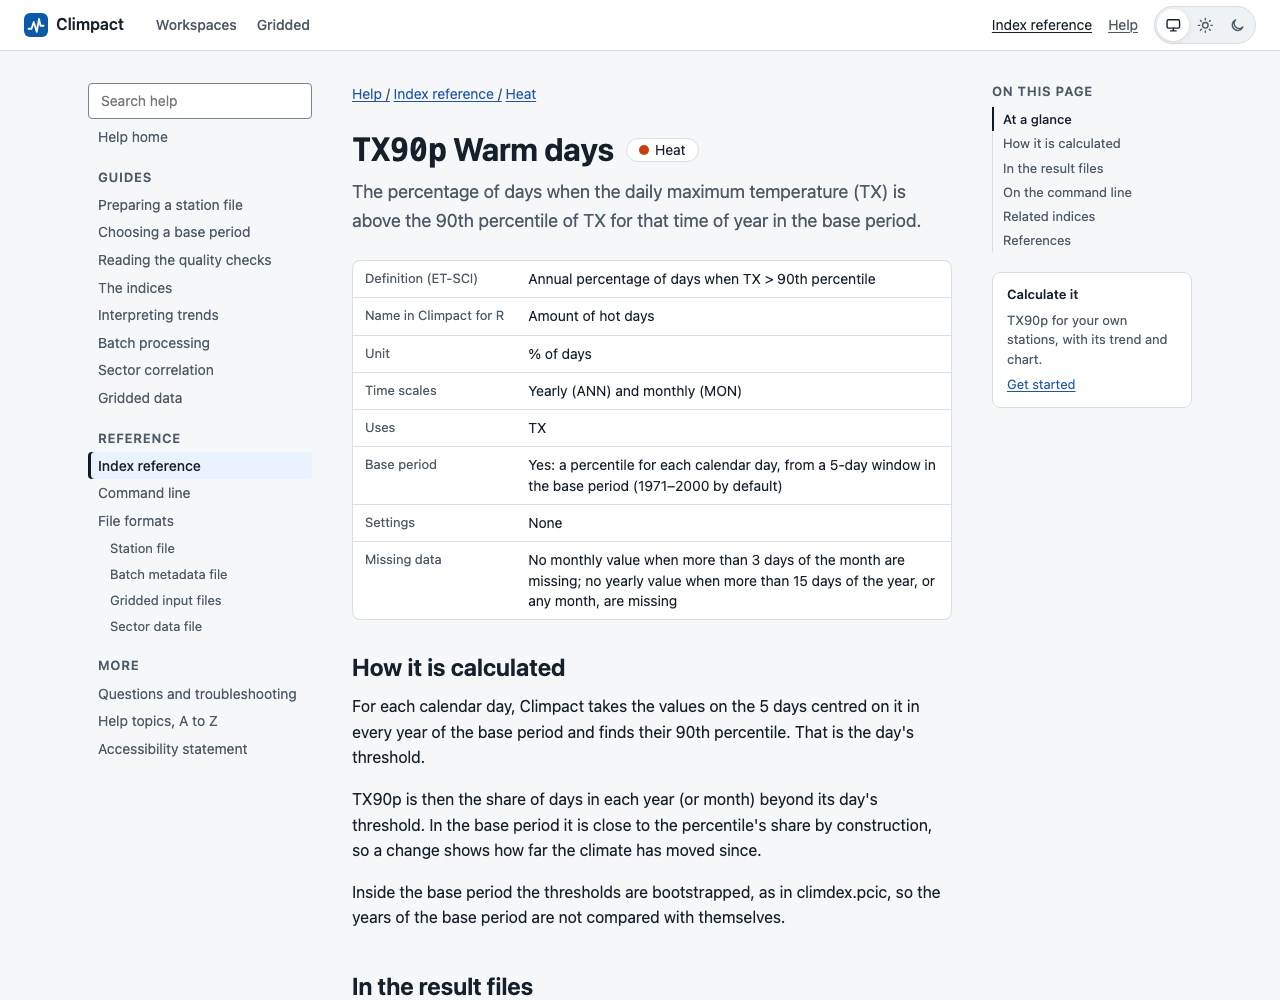 Climpact
Workspaces
Gridded
Index reference
Help
Search help
Help home
GUIDES
Preparing a station file
Choosing a base period
Reading the quality checks
The indices
Interpreting trends
Batch processing
Sector correlation
Gridded data
REFERENCE
Index reference
Command line
File formats
Station file
Batch metadata file
Gridded input files
Sector data file
MORE
Questions and troubleshooting
Help topics, A to Z
Accessibility statement
Help / Index reference / Heat
TX90p Warm days
Heat
The percentage of days when the daily maximum temperature (TX) is
above the 90th percentile of TX for that time of year in the base period.
Definition (ET-SCI)
Annual percentage of days when TX > 90th percentile
Name in Climpact for R
Amount of hot days
Unit
% of days
Time scales
Yearly (ANN) and monthly (MON)
Uses
TX
Base period
Yes: a percentile for each calendar day, from a 5-day window in
the base period (1971–2000 by default)
Settings
None
Missing data
No monthly value when more than 3 days of the month are
missing; no yearly value when more than 15 days of the year, or
any month, are missing
How it is calculated
For each calendar day, Climpact takes the values on the 5 days centred on it in
every year of the base period and finds their 90th percentile. That is the day's
threshold.
TX90p is then the share of days in each year (or month) beyond its day's
threshold. In the base period it is close to the percentile's share by construction,
so a change shows how far the climate has moved since.
Inside the base period the thresholds are bootstrapped, as in climdex.pcic, so the
years of the base period are not compared with themselves.
In the result files
ON THIS PAGE
At a glance
How it is calculated
In the result files
On the command line
Related indices
References
Calculate it
TX90p for your own
stations, with its trend and
chart.
Get started